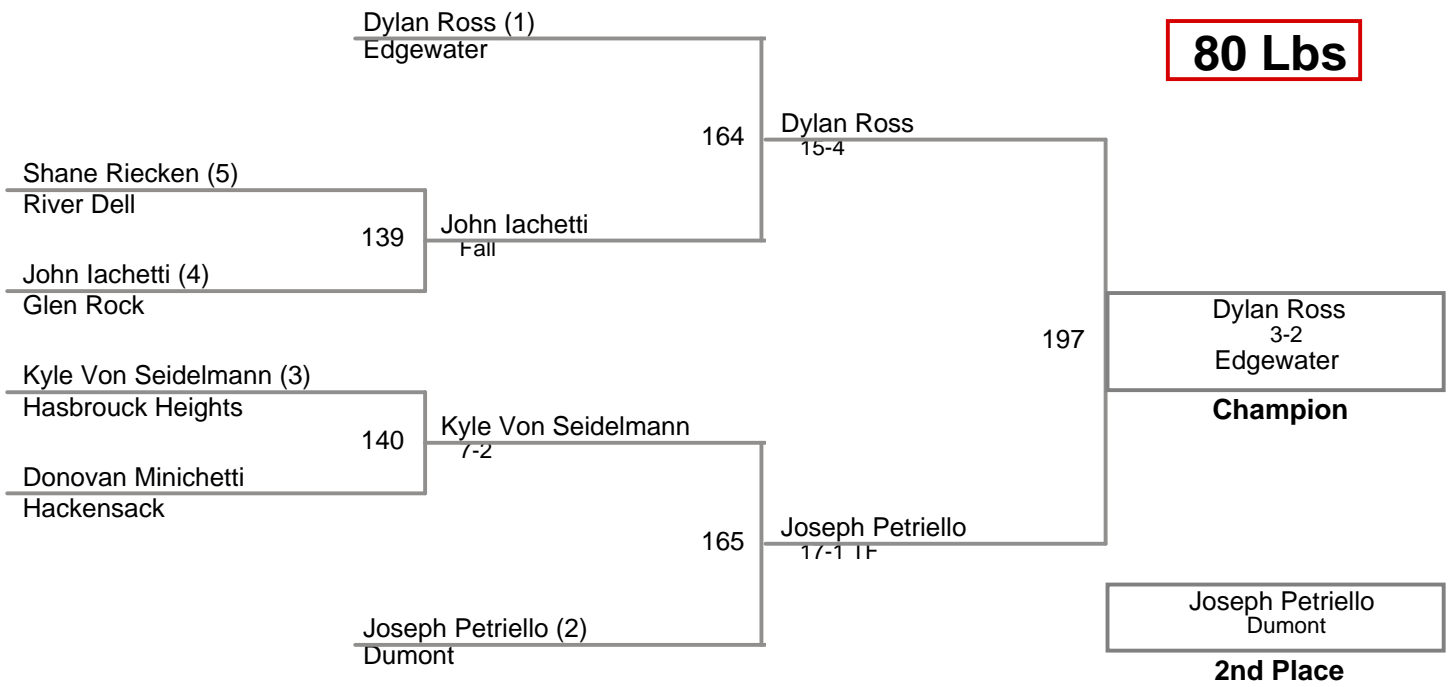 Dylan Ross (1)
Edgewater
80 Lbs
164
Dylan Ross
15-4
Shane Riecken (5)
River Dell
139
John Iachetti
Fall
John Iachetti (4)
Glen Rock
197
Dylan Ross
3-2
Edgewater
Champion
Kyle Von Seidelmann (3)
Hasbrouck Heights
140
Kyle Von Seidelmann
7-2
Donovan Minichetti
Hackensack
165
Joseph Petriello
17-1 TF
Joseph Petriello (2)
Dumont
Joseph Petriello
Dumont
2nd Place